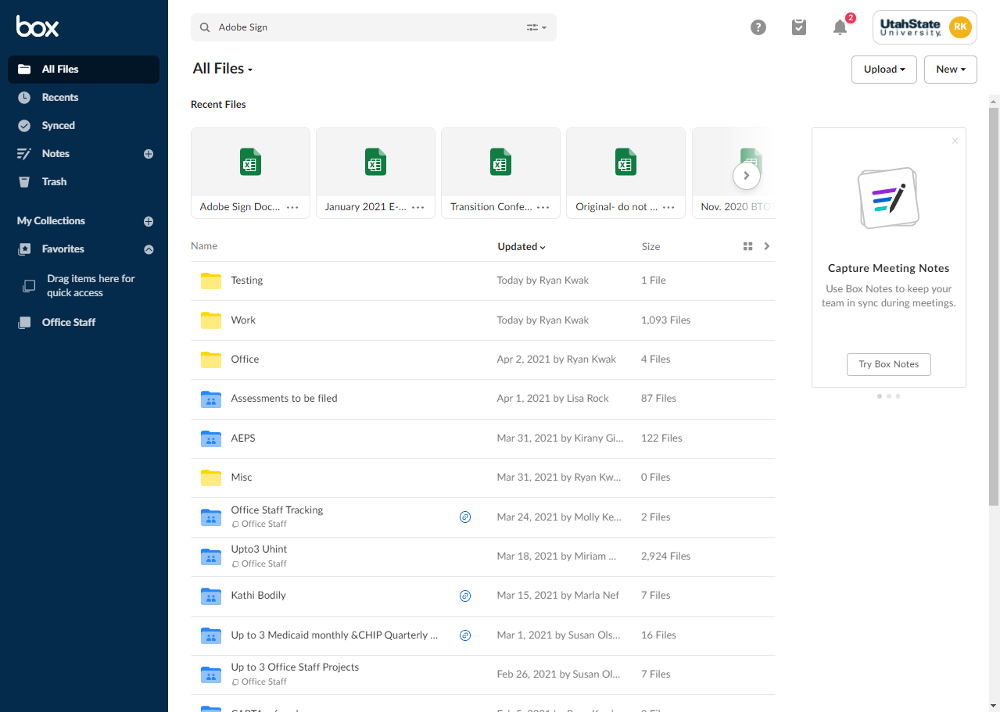 box
Adobe Sign
2
UtahState
University.
RK
All Files
Recents
Synced
Notes
Trash
My Collections
Favorites
Drag items here for
quick access
Office Staff
All Files
Upload
New
Recent Files
Adobe Sign Doc...
January 2021 E-...
Transition Confe...
Original- do not ...
Nov. 2020 BTO
Name Updated Size
Testing Today by Ryan Kwak 1 File
Work Today by Ryan Kwak 1,093 Files
Office Apr 2, 2021 by Ryan Kwak 4 Files
Assessments to be filed Apr 1, 2021 by Lisa Rock 87 Files
AEPS Mar 31, 2021 by Kirany Gi... 122 Files
Misc Mar 31, 2021 by Ryan Kw... 0 Files
Office Staff Tracking Mar 24, 2021 by Molly Ke... 2 Files
Office Staff
Upto3 Uhint Mar 18, 2021 by Miriam ... 2,924 Files
Office Staff
Kathi Bodily Mar 15, 2021 by Marla Nef 7 Files
Up to 3 Medicaid monthly &CHIP Quarterly ... Mar 1, 2021 by Susan Ols... 16 Files
Up to 3 Office Staff Projects Feb 26, 2021 by Susan Ol... 7 Files
Office Staff
Capture Meeting Notes
Use Box Notes to keep your
team in sync during meetings.
Try Box Notes